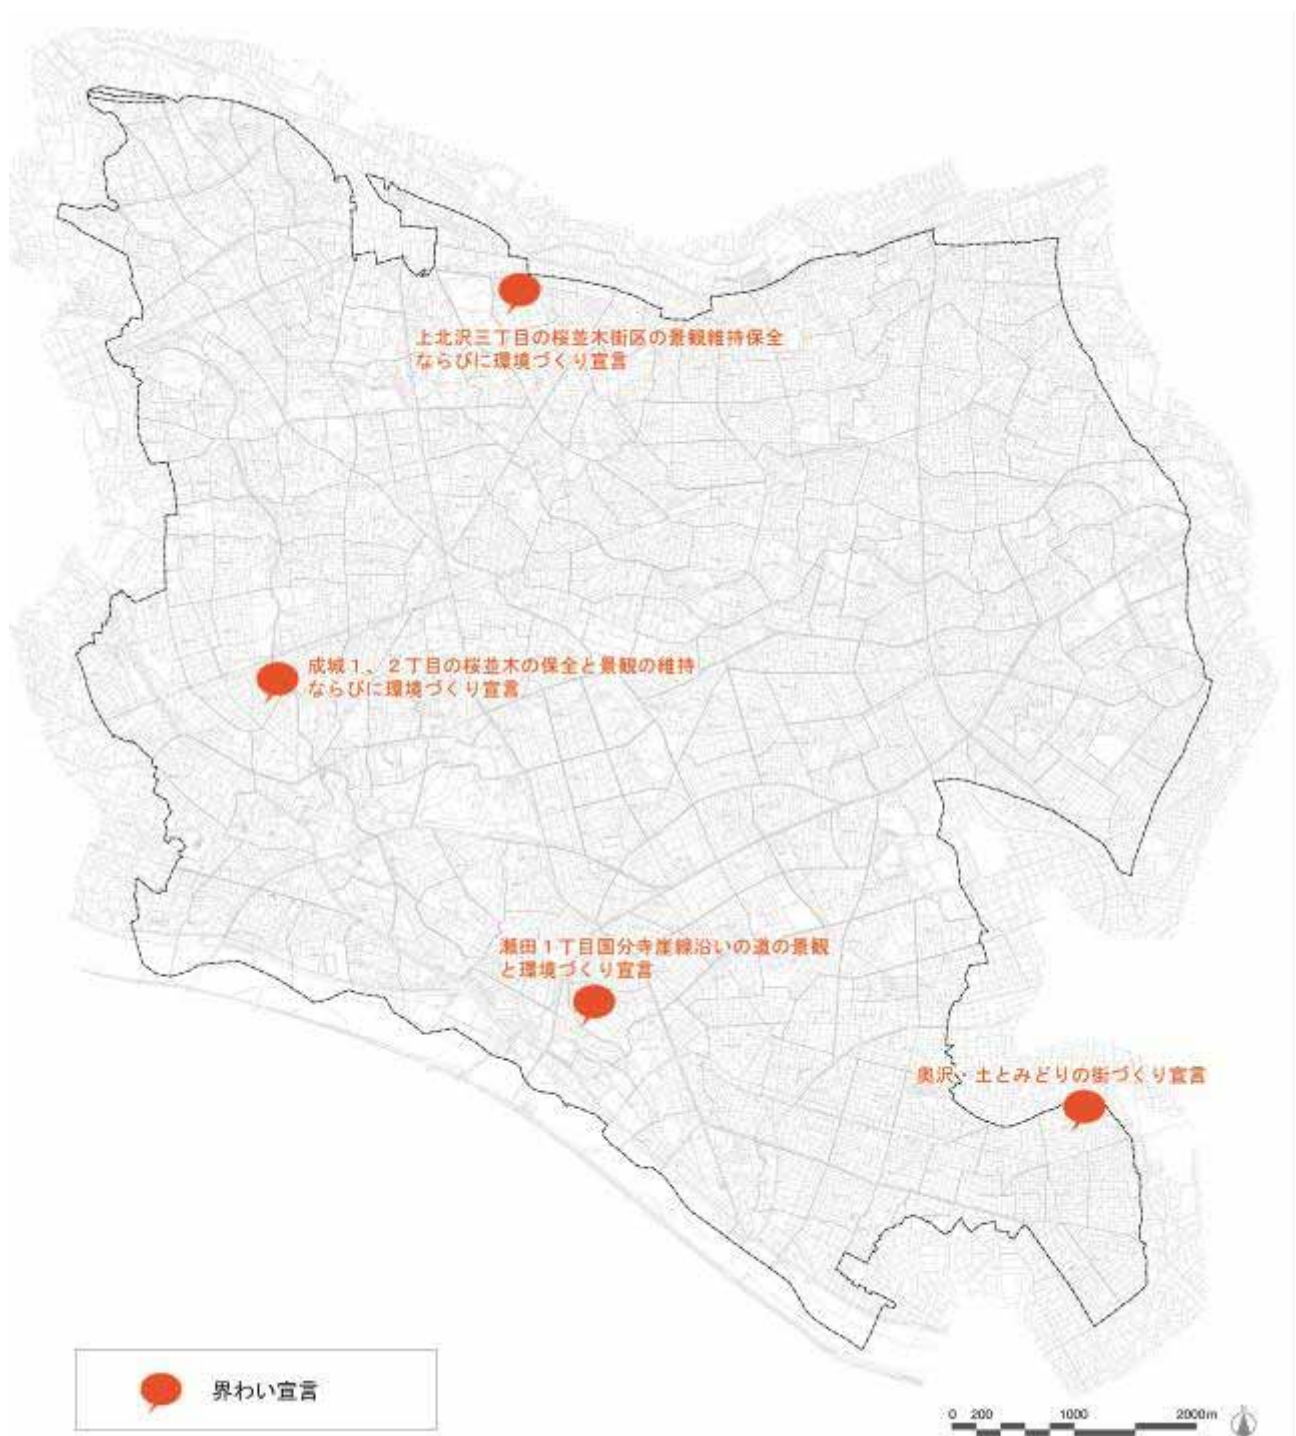 上北沢三丁目の桜並木街区の景観維持保全
ならびに環境づくり宣言
成城１、２丁目の桜並木の保全と景観の維持
ならびに環境づくり宣言
瀬田１丁目国分寺崖線沿いの道の景観
と環境づくり宣言
奥沢・土とみどりの街づくり宣言
界わい宣言
0 200 1000 2000m